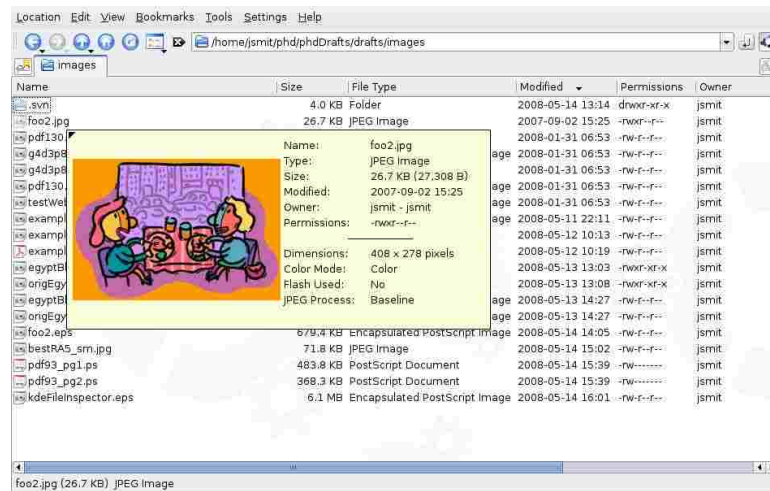 Location Edit View Bookmarks Tools Settings Help
/home/jsmit/phd/phdDrafts/drafts/images
images
Name Size File Type Modified Permissions Owner
.svn 4.0 KB Folder 2008-05-14 13:14 drwxr-xr-x jsmit
foo2.jpg 26.7 KB JPEG Image 2007-09-02 15:25 -rwxr--r-- jsmit
pdf130. 2008-01-31 06:53 -rw-r--r-- jsmit
g4d3p8 age 2008-01-31 06:53 -rw-r--r-- jsmit
g4d3p8 2008-01-31 06:53 -rw-r--r-- jsmit
pdf130. age 2008-01-31 06:53 -rw-r--r-- jsmit
testWeb age 2008-01-31 06:53 -rw-r--r-- jsmit
exampl age 2008-05-11 22:11 -rw-r--r-- jsmit
exampl 2008-05-12 10:13 -rw-r--r-- jsmit
exampl 2008-05-12 10:19 -rw-r--r-- jsmit
egyptBl 2008-05-13 13:03 -rwxr-xr-x jsmit
origEgy 2008-05-13 13:08 -rwxr-xr-x jsmit
egyptBl age 2008-05-13 14:27 -rw-r--r-- jsmit
origEgy age 2008-05-13 14:27 -rw-r--r-- jsmit
foo2.eps 679.4 KB Encapsulated PostScript Image 2008-05-14 14:05 -rw-r--r-- jsmit
bestRA5_sm.jpg 71.8 KB JPEG Image 2008-05-14 15:02 -rw-r--r-- jsmit
pdf93_pg1.ps 483.8 KB PostScript Document 2008-05-14 15:39 -rw------- jsmit
pdf93_pg2.ps 368.3 KB PostScript Document 2008-05-14 15:39 -rw------- jsmit
kdeFileInspector.eps 6.1 MB Encapsulated PostScript Image 2008-05-14 16:01 -rw-r--r-- jsmit
Name: foo2.jpg
Type: JPEG Image
Size: 26.7 KB (27,308 B)
Modified: 2007-09-02 15:25
Owner: jsmit - jsmit
Permissions: -rwxr--r--
Dimensions: 408 x 278 pixels
Color Mode: Color
Flash Used: No
JPEG Process: Baseline
foo2.jpg (26.7 KB) JPEG Image